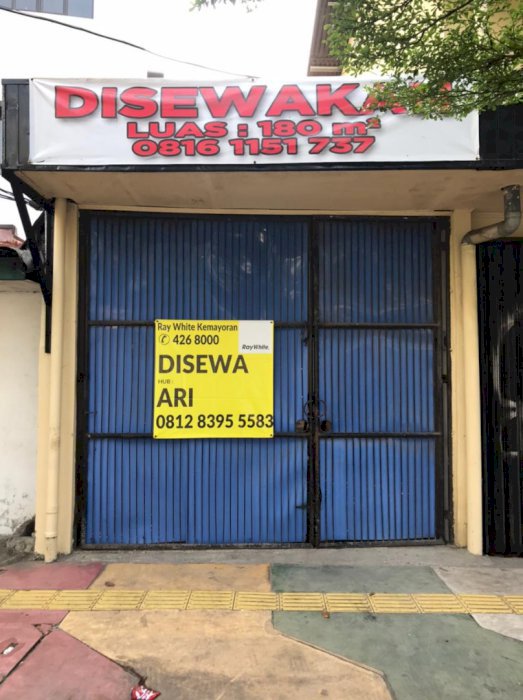 DISEWAKAN
LUAS : 180 m²
0816 1151 737
Ray White Kemayoran
426 8000
RayWhite.
DISEWA
HUB :
ARI
0812 8395 5583